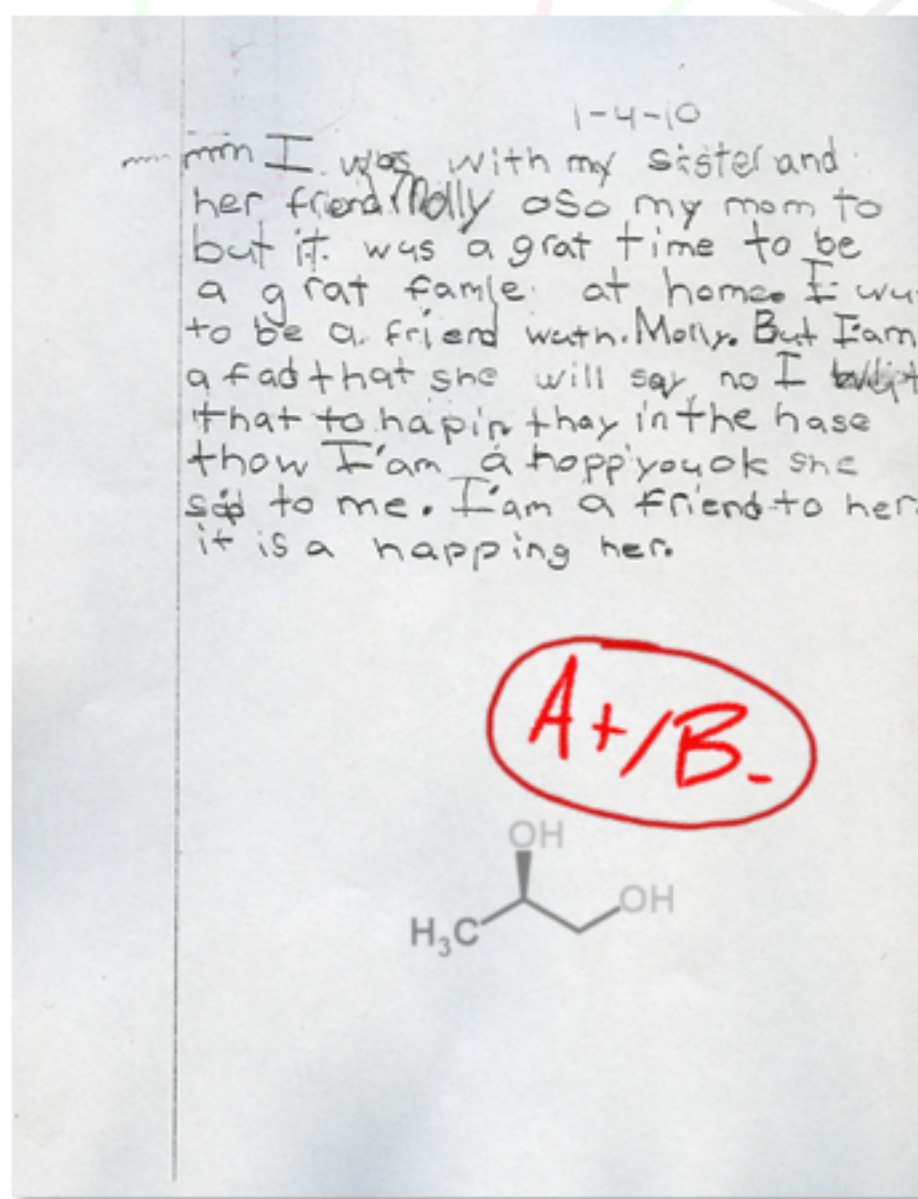 1-4-10
I was with my sister and
her friend Molly oso my mom to
but it. was a grat time to be
a grat famle at home. I
to be a friend wath. Molly. But I'am
a fad that she will say no I
that to hapin thay in the hase
thow I'am a happy you ok she
to me. I'am a friend to her.
it is a happing her.
A+/B-
OH
OH
H₃C